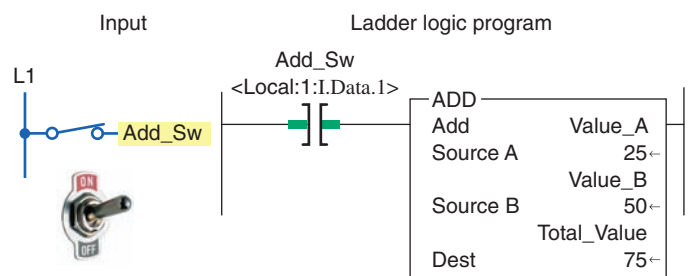 Input
Ladder logic program
L1
Add_Sw
ON
OFF
Add_Sw
<Local:1:I.Data.1>
ADD
Add Value_A
Source A 25←
Value_B
Source B 50←
Total_Value
Dest 75←